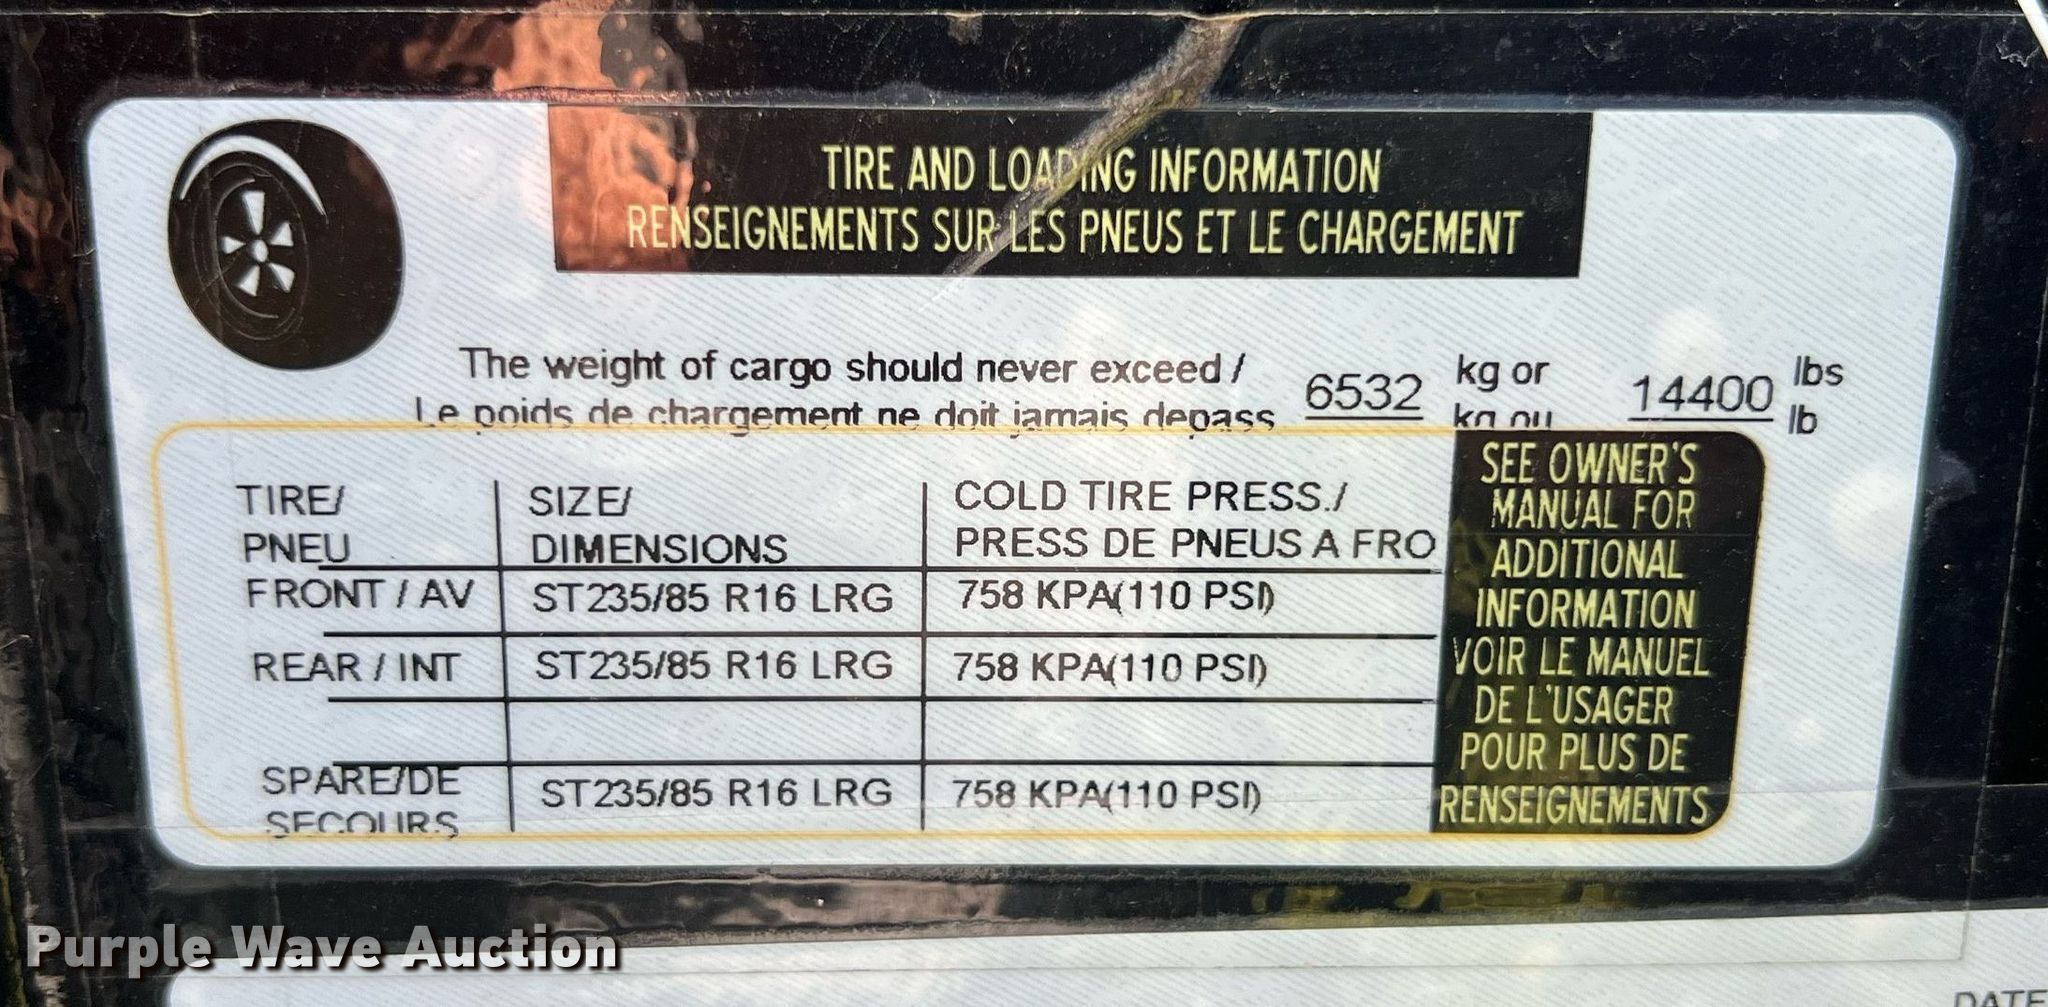 TIRE AND LOADING INFORMATION
RENSEIGNEMENTS SUR LES PNEUS ET LE CHARGEMENT
The weight of cargo should never exceed / 6532 kg or 14400 lbs
Le poids de chargement ne doit jamais depass kg ou lb
TIRE/ SIZE/ COLD TIRE PRESS./
PNEU DIMENSIONS PRESS DE PNEUS A FRO
FRONT / AV ST235/85 R16 LRG 758 KPA(110 PSI)
REAR / INT ST235/85 R16 LRG 758 KPA(110 PSI)
SPARE/DE ST235/85 R16 LRG 758 KPA(110 PSI)
SECOURS
SEE OWNER'S
MANUAL FOR
ADDITIONAL
INFORMATION
VOIR LE MANUEL
DE L'USAGER
POUR PLUS DE
RENSEIGNEMENTS
Purple Wave Auction
DATE